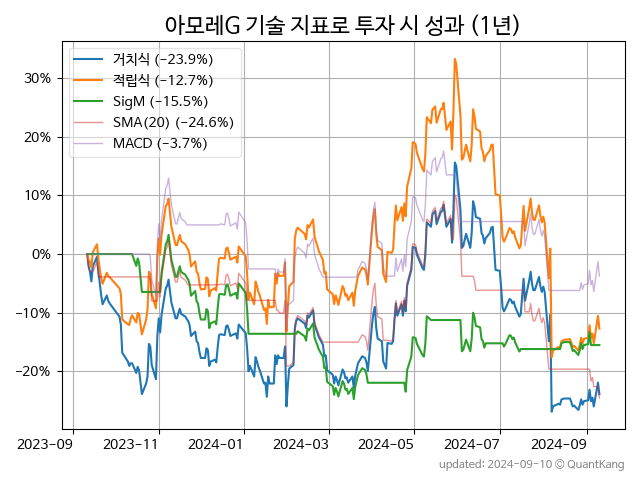 아모레G 기술 지표로 투자 시 성과 (1년)
거치식 (−23.9%)
적립식 (−12.7%)
SigM (−15.5%)
SMA(20) (−24.6%)
MACD (−3.7%)
30%
20%
10%
0%
−10%
−20%
2023-09 2023-11 2024-01 2024-03 2024-05 2024-07 2024-09
updated: 2024-09-10 © QuantKang